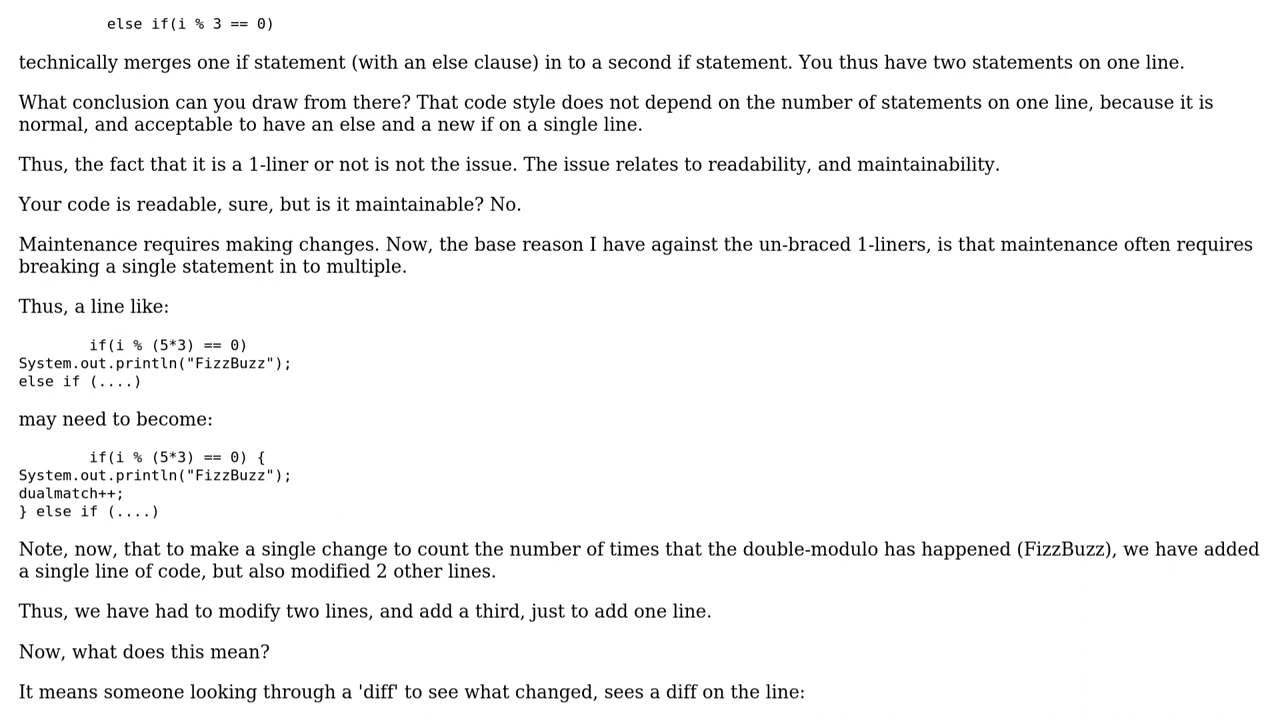 else if(i % 3 == 0)
technically merges one if statement (with an else clause) in to a second if statement. You thus have two statements on one line.
What conclusion can you draw from there? That code style does not depend on the number of statements on one line, because it is
normal, and acceptable to have an else and a new if on a single line.
Thus, the fact that it is a 1-liner or not is not the issue. The issue relates to readability, and maintainability.
Your code is readable, sure, but is it maintainable? No.
Maintenance requires making changes. Now, the base reason I have against the un-braced 1-liners, is that maintenance often requires
breaking a single statement in to multiple.
Thus, a line like:
if(i % (5*3) == 0)
System.out.println("FizzBuzz");
else if (....)
may need to become:
if(i % (5*3) == 0) {
System.out.println("FizzBuzz");
dualmatch++;
} else if (....)
Note, now, that to make a single change to count the number of times that the double-modulo has happened (FizzBuzz), we have added
a single line of code, but also modified 2 other lines.
Thus, we have had to modify two lines, and add a third, just to add one line.
Now, what does this mean?
It means someone looking through a 'diff' to see what changed, sees a diff on the line: